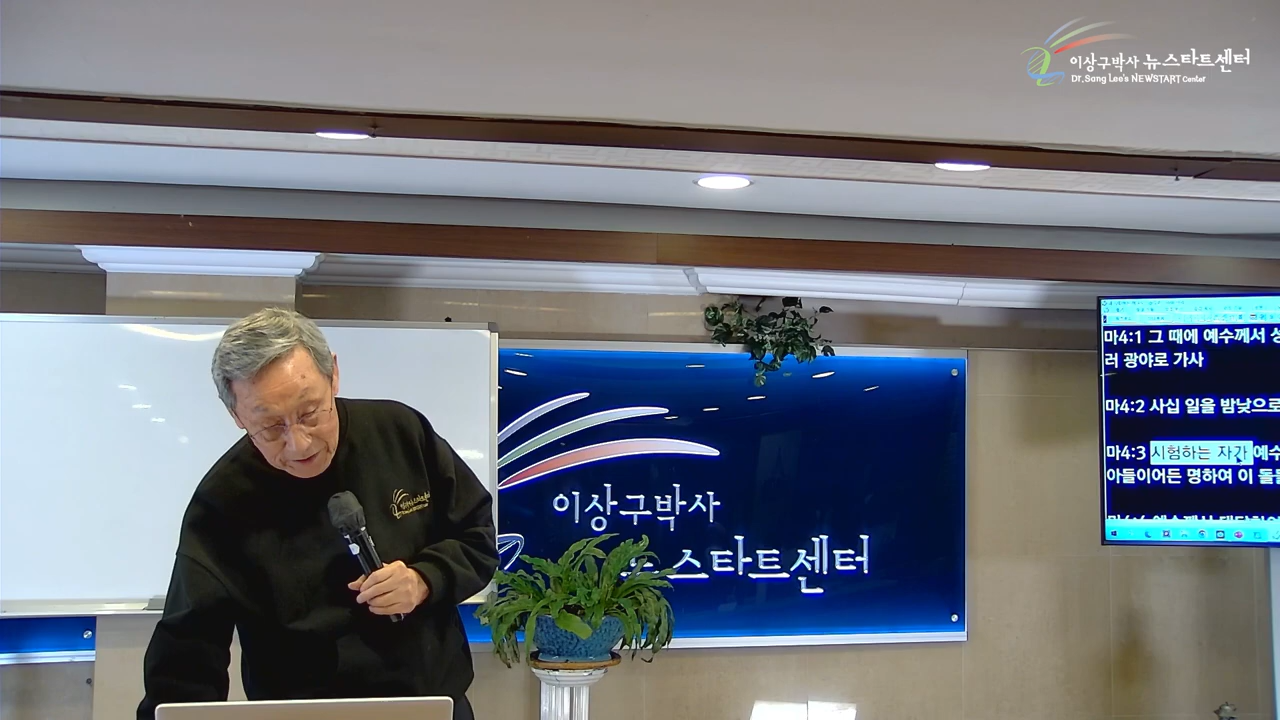 이상구박사 뉴스타트센터
Dr. Sang Lee's NEWSTART Center
마4:1 그 때에 예수께서 성
러 광야로 가사
마4:2 사십 일을 밤낮으로
마4:3 시험하는 자가 예수
아들이어든 명하여 이 돌들
이상구박사
뉴스타트센터